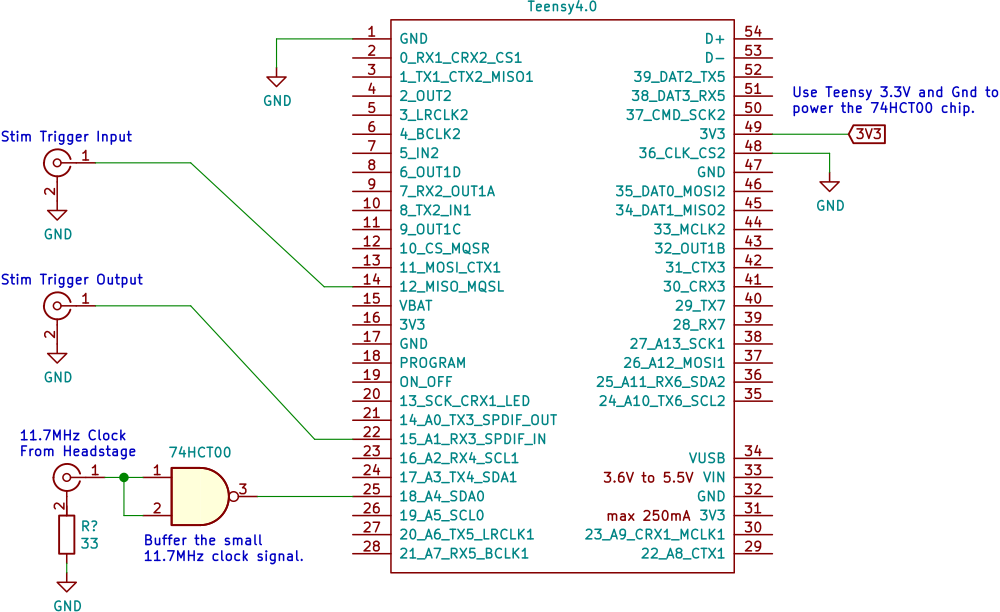 Teensy4.0
1 GND
2 0_RX1_CRX2_CS1
3 1_TX1_CTX2_MISO1
4 2_OUT2
5 3_LRCLK2
6 4_BCLK2
7 5_IN2
8 6_OUT1D
9 7_RX2_OUT1A
10 8_TX2_IN1
11 9_OUT1C
12 10_CS_MQSR
13 11_MOSI_CTX1
14 12_MISO_MQSL
15 VBAT
16 3V3
17 GND
18 PROGRAM
19 ON_OFF
20 13_SCK_CRX1_LED
21 14_A0_TX3_SPDIF_OUT
22 15_A1_RX3_SPDIF_IN
23 16_A2_RX4_SCL1
24 17_A3_TX4_SDA1
25 18_A4_SDA0
26 19_A5_SCL0
27 20_A6_TX5_LRCLK1
28 21_A7_RX5_BCLK1
D+ 54
D- 53
39_DAT2_TX5 52
38_DAT3_RX5 51
37_CMD_SCK2 50
3V3 49
36_CLK_CS2 48
GND 47
35_DAT0_MOSI2 46
34_DAT1_MISO2 45
33_MCLK2 44
32_OUT1B 43
31_CTX3 42
30_CRX3 41
29_TX7 40
28_RX7 39
27_A13_SCK1 38
26_A12_MOSI1 37
25_A11_RX6_SDA2 36
24_A10_TX6_SCL2 35
VUSB 34
3.6V to 5.5V VIN 33
GND 32
max 250mA 3V3 31
23_A9_CRX1_MCLK1 30
22_A8_CTX1 29
GND
Stim Trigger Input
1
2
GND
Stim Trigger Output
1
2
GND
11.7MHz Clock
From Headstage
1
2
R?
33
GND
74HCT00
1
2
3
Buffer the small
11.7MHz clock signal.
Use Teensy 3.3V and Gnd to
power the 74HCT00 chip.
3V3
GND